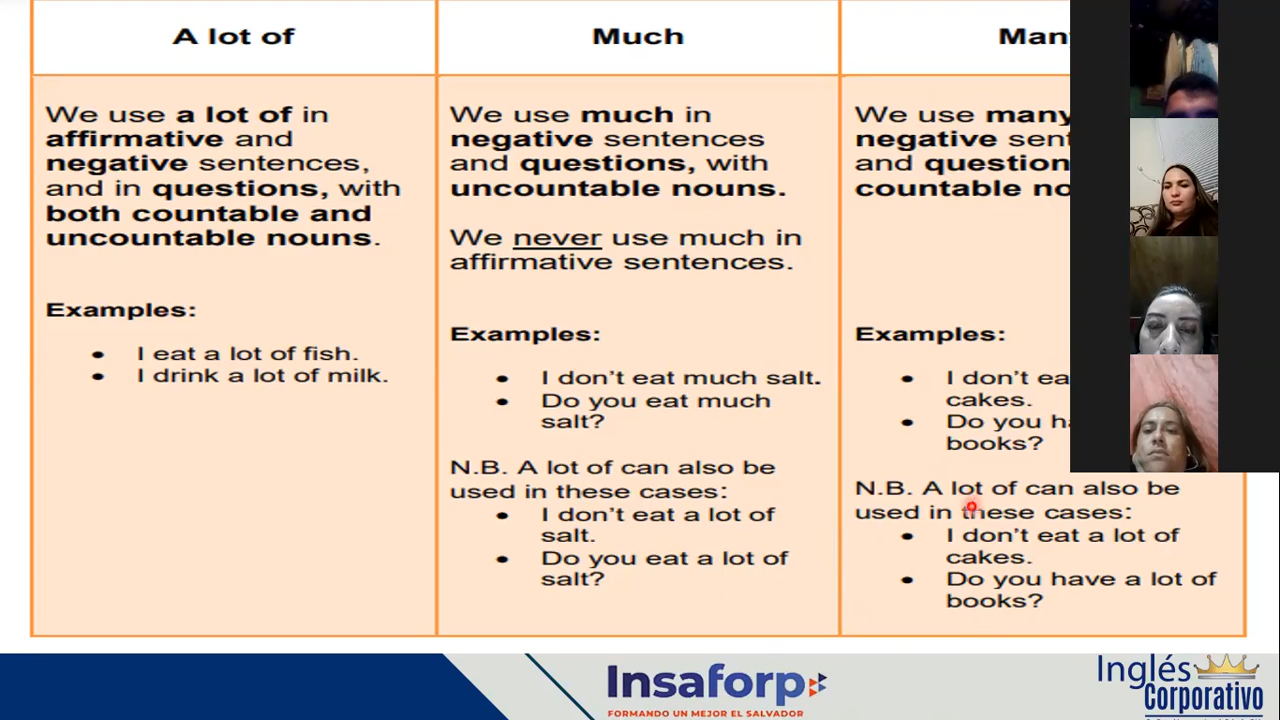 A lot of
Much
We use a lot of in
affirmative and
negative sentences,
and in questions, with
both countable and
uncountable nouns.
Examples:
• I eat a lot of fish.
• I drink a lot of milk.
We use much in
negative sentences
and questions, with
uncountable nouns.
We never use much in
affirmative sentences.
Examples:
• I don't eat much salt.
• Do you eat much
salt?
N.B. A lot of can also be
used in these cases:
• I don't eat a lot of
salt.
• Do you eat a lot of
salt?
We use many
negative
and
countable
Examples:
• I don't
cakes.
• Do you
books?
N.B. A lot of can also be
used in these cases:
• I don't eat a lot of
cakes.
• Do you have a lot of
books?
Insaforp
FORMANDO UN MEJOR EL SALVADOR
Inglés
Corporativo